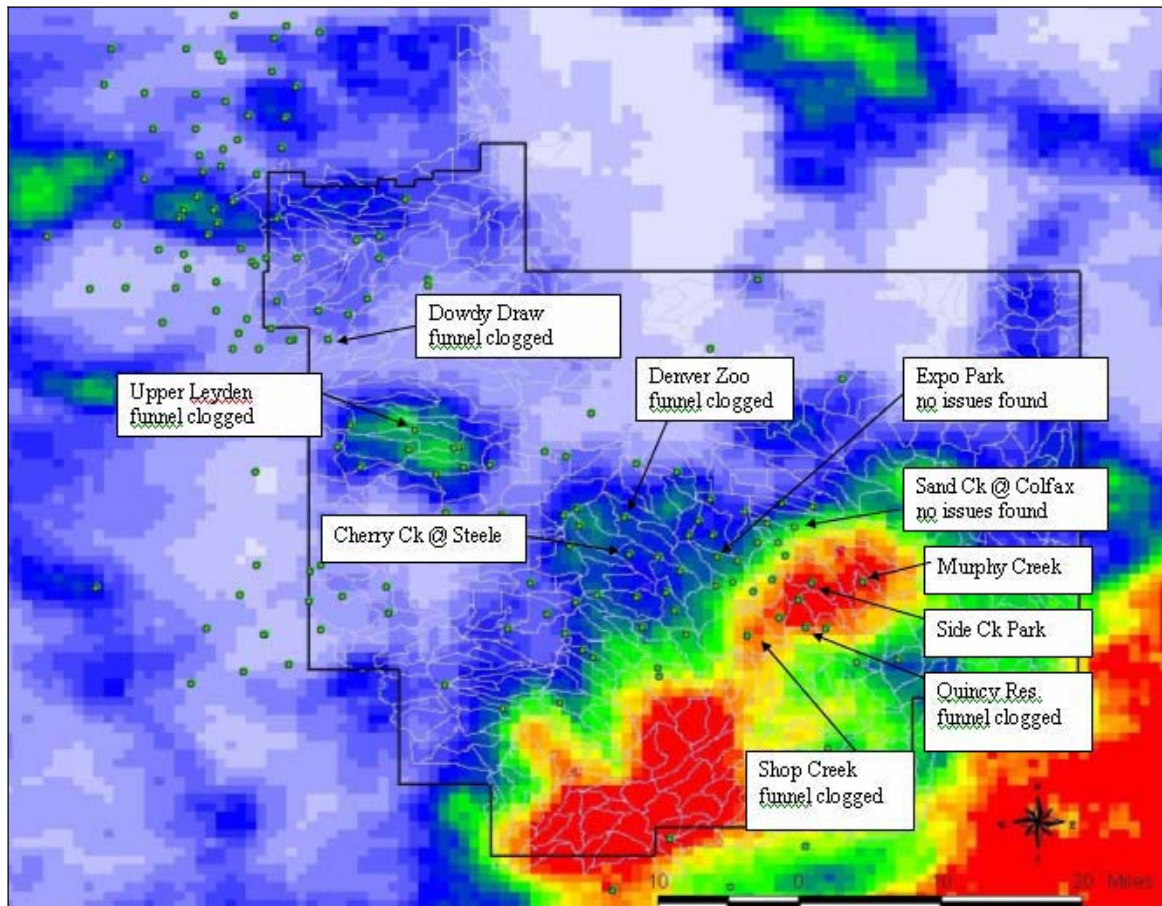 Dowdy Draw
funnel clogged
Denver Zoo
funnel clogged
Expo Park
no issues found
Upper Leyden
funnel clogged
Sand Ck @ Colfax
no issues found
Cherry Ck @ Steele
Murphy Creek
Side Ck Park
Quincy Res.
funnel clogged
Shop Creek
funnel clogged
10 0 10 20 Miles